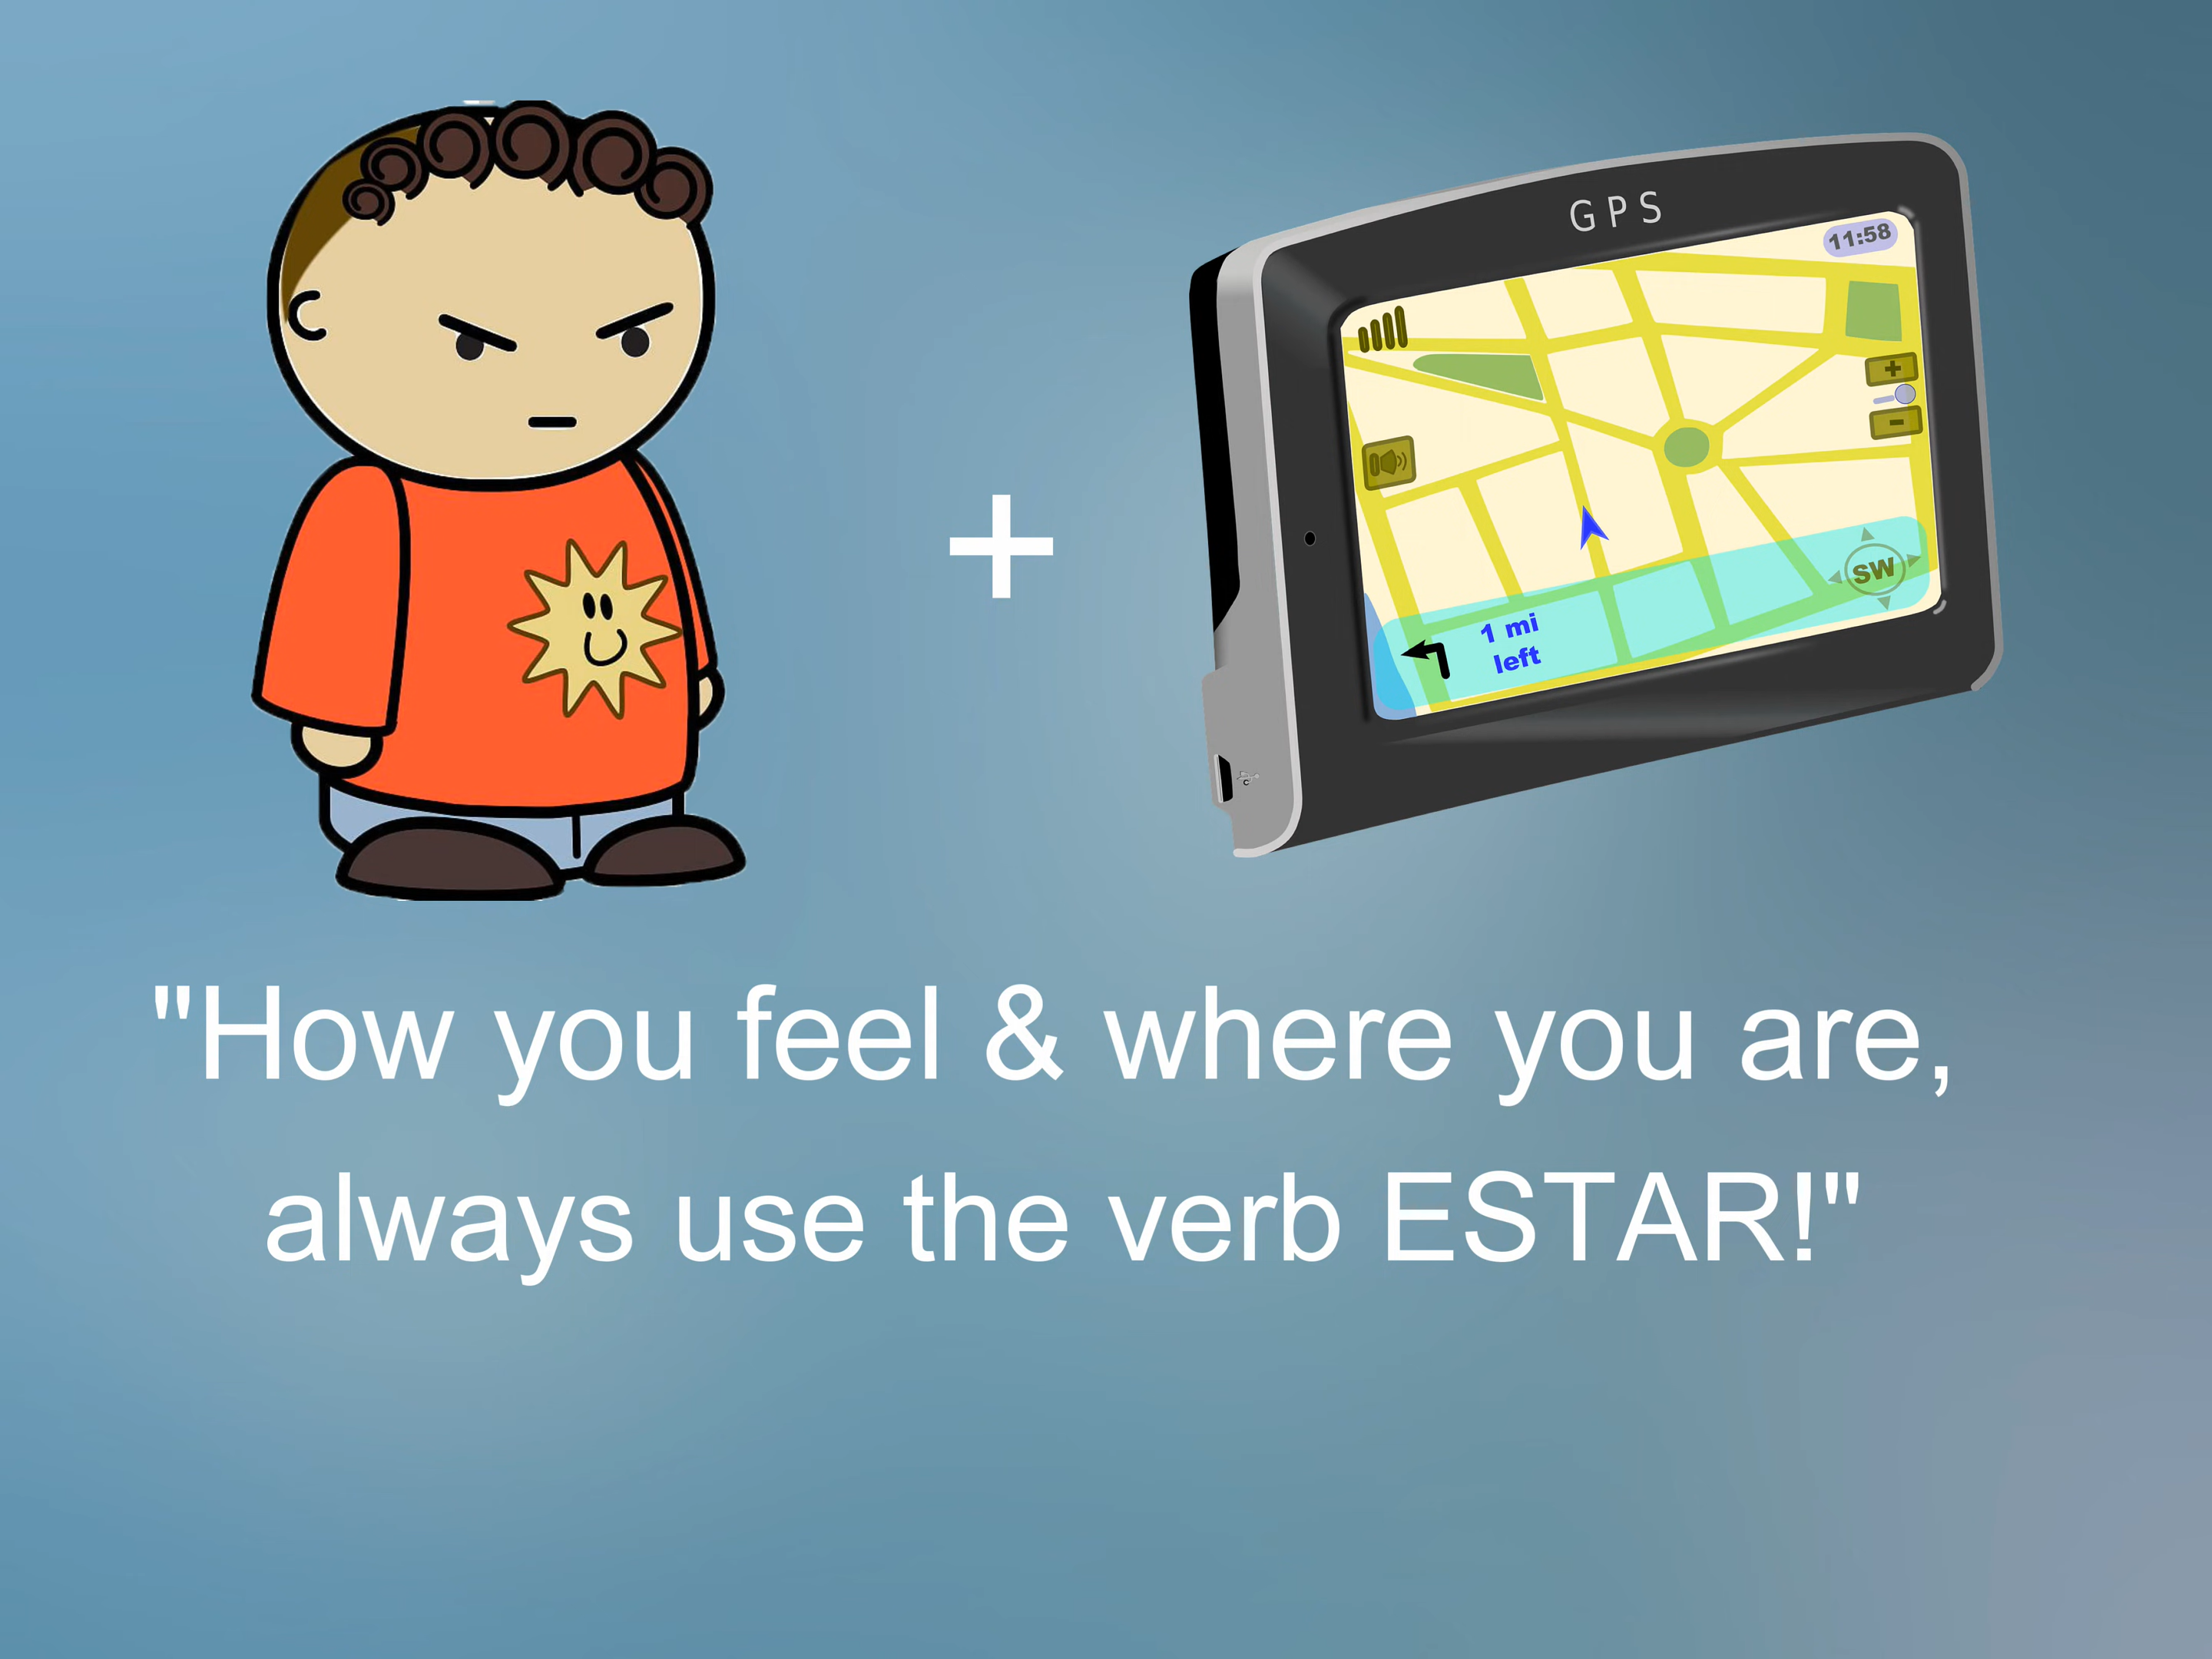 GPS
11:58
+
-
SW
1 mi
left
+
"How you feel & where you are,
always use the verb ESTAR!"